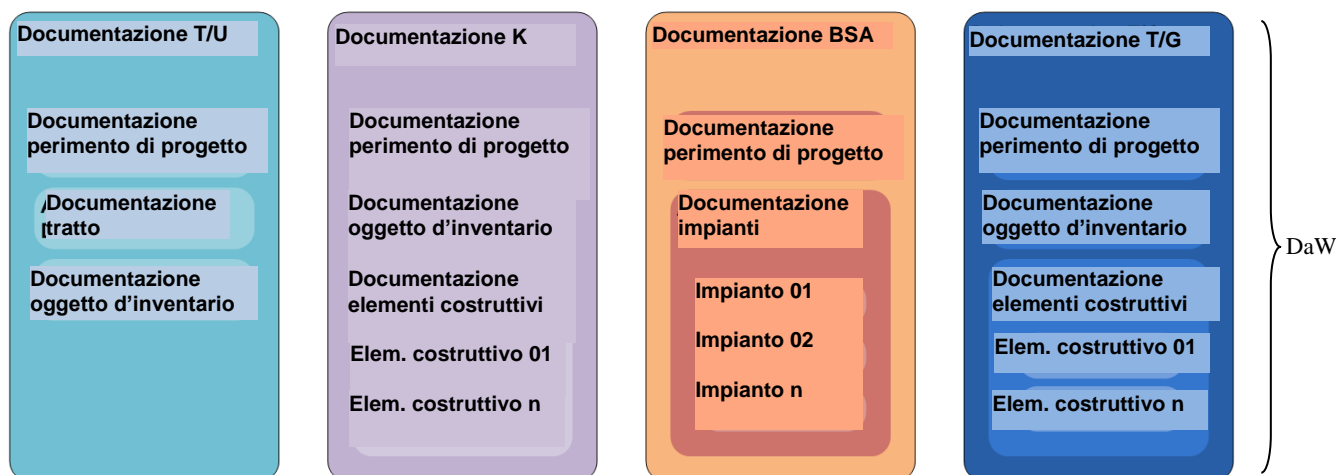 Documentazione T/U
Documentazione
perimento di progetto
Documentazione
tratto
Documentazione
oggetto d’inventario
Documentazione K
Documentazione
perimento di progetto
Documentazione
oggetto d’inventario
Documentazione
elementi costruttivi
Elem. costruttivo 01
Elem. costruttivo n
Documentazione BSA
Documentazione
perimento di progetto
Documentazione
impianti
Impianto 01
Impianto 02
Impianto n
Documentazione T/G
Documentazione
perimento di progetto
Documentazione
oggetto d’inventario
Documentazione
elementi costruttivi
Elem. costruttivo 01
Elem. costruttivo n
DaW